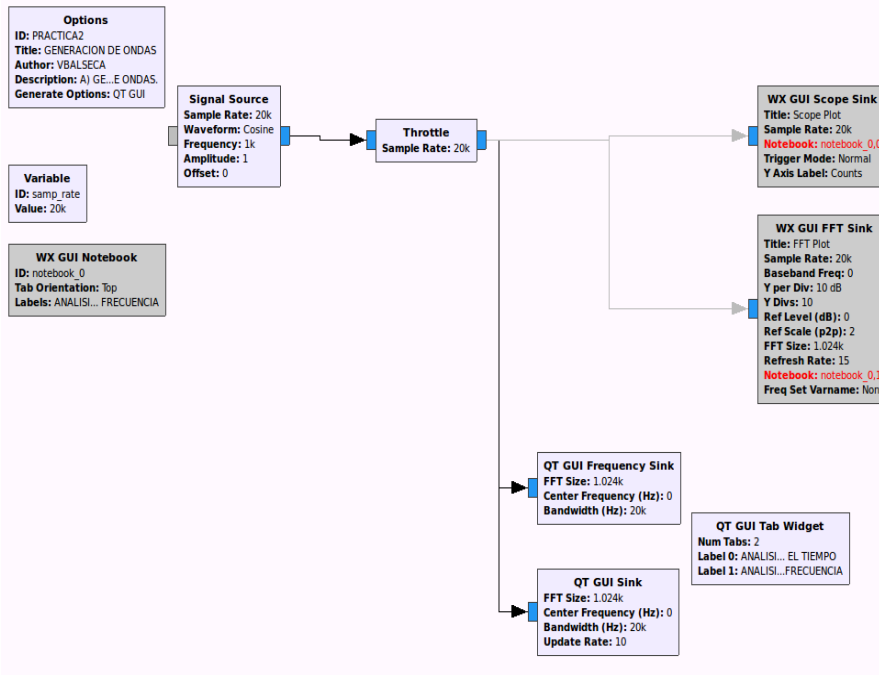 Options
ID: PRACTICA2
Title: GENERACION DE ONDAS
Author: VBALSECA
Description: A) GE...E ONDAS.
Generate Options: QT GUI
Variable
ID: samp_rate
Value: 20k
WX GUI Notebook
ID: notebook_0
Tab Orientation: Top
Labels: ANALISI... FRECUENCIA
Signal Source
Sample Rate: 20k
Waveform: Cosine
Frequency: 1k
Amplitude: 1
Offset: 0
Throttle
Sample Rate: 20k
WX GUI Scope Sink
Title: Scope Plot
Sample Rate: 20k
Notebook: notebook_0,0
Trigger Mode: Normal
Y Axis Label: Counts
WX GUI FFT Sink
Title: FFT Plot
Sample Rate: 20k
Baseband Freq: 0
Y per Div: 10 dB
Y Divs: 10
Ref Level (dB): 0
Ref Scale (p2p): 2
FFT Size: 1.024k
Refresh Rate: 15
Notebook: notebook_0,1
Freq Set Varname: Non
QT GUI Frequency Sink
FFT Size: 1.024k
Center Frequency (Hz): 0
Bandwidth (Hz): 20k
QT GUI Tab Widget
Num Tabs: 2
Label 0: ANALISI... EL TIEMPO
Label 1: ANALISI...FRECUENCIA
QT GUI Sink
FFT Size: 1.024k
Center Frequency (Hz): 0
Bandwidth (Hz): 20k
Update Rate: 10